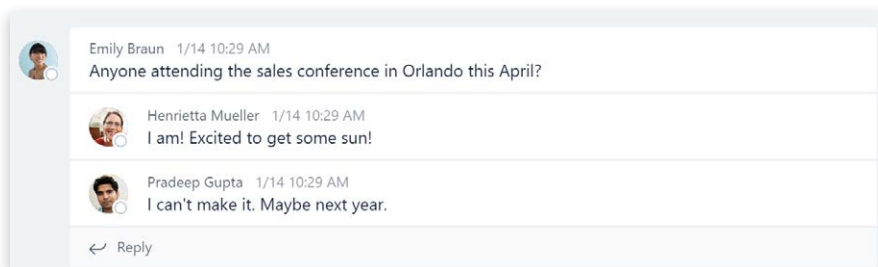 Emily Braun 1/14 10:29 AM
Anyone attending the sales conference in Orlando this April?
Henrietta Mueller 1/14 10:29 AM
I am! Excited to get some sun!
Pradeep Gupta 1/14 10:29 AM
I can't make it. Maybe next year.
Reply